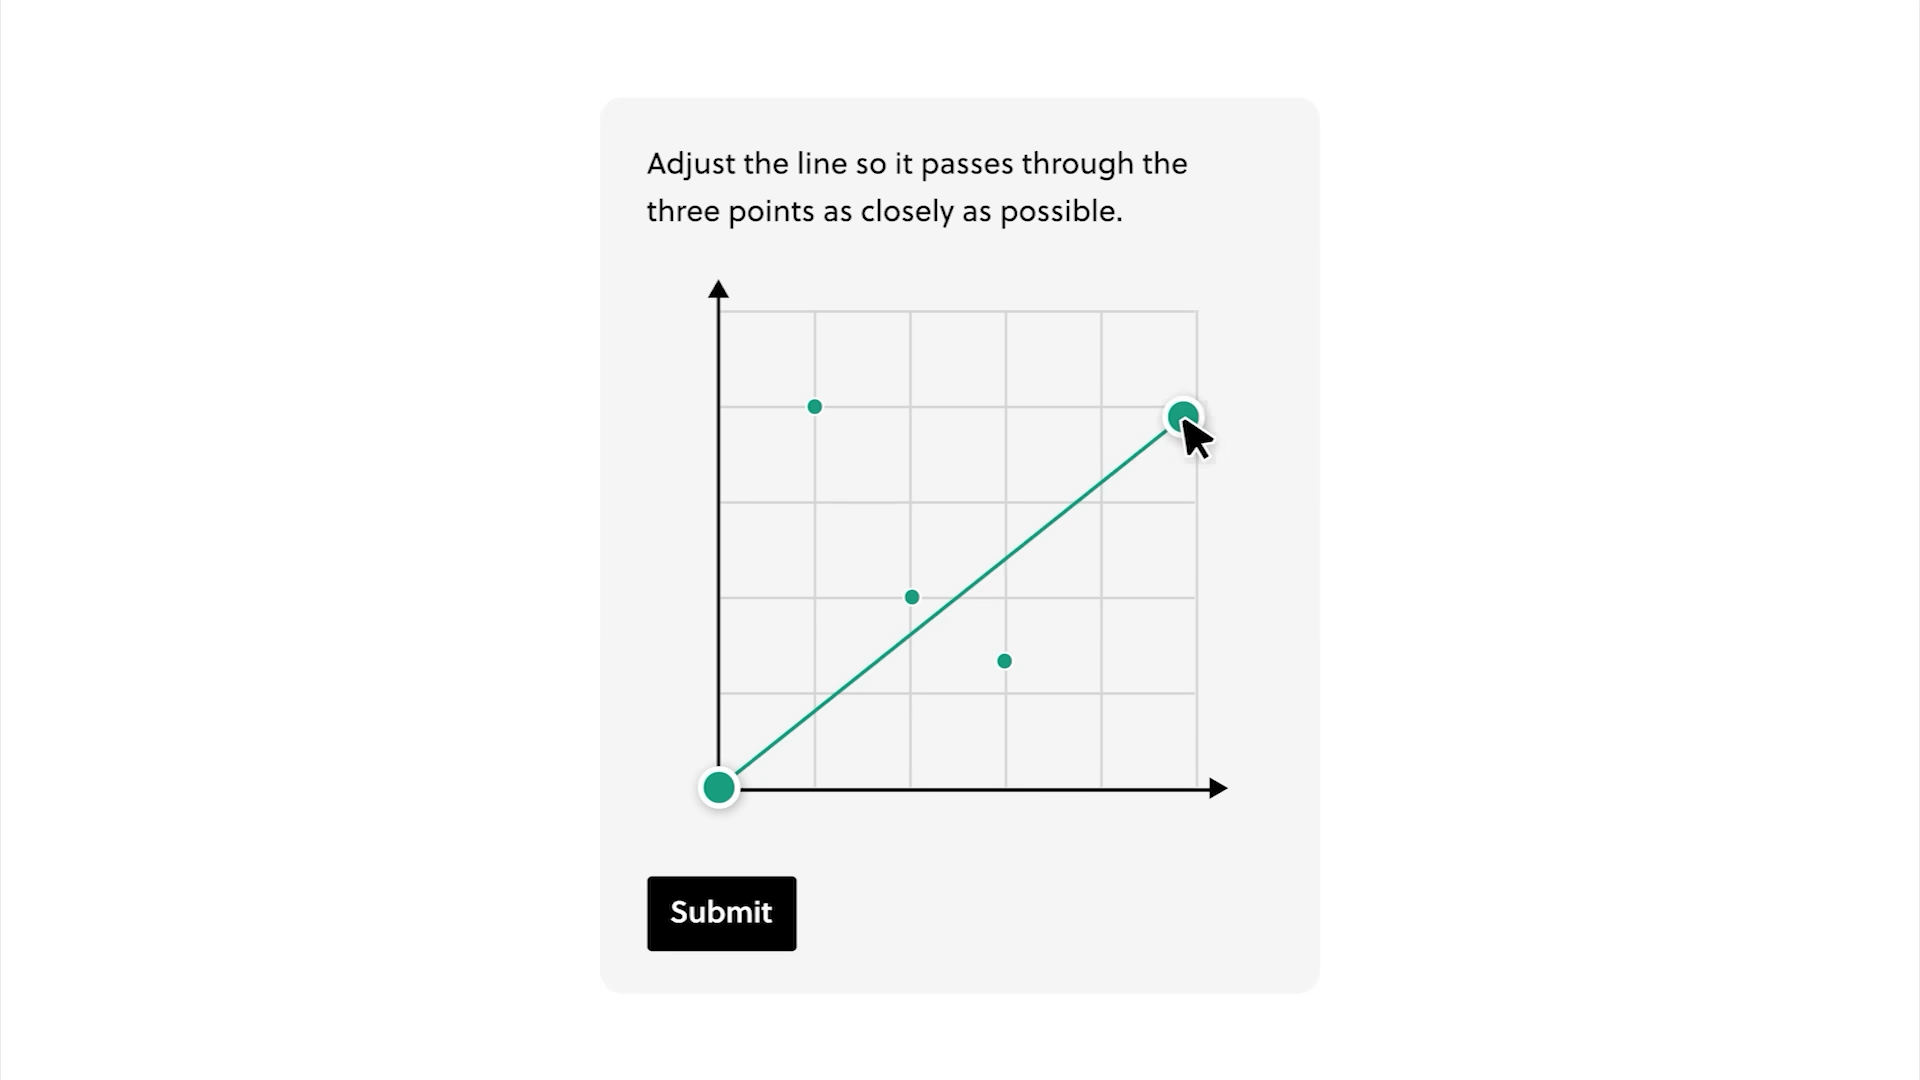 Adjust the line so it passes through the
three points as closely as possible.
Submit